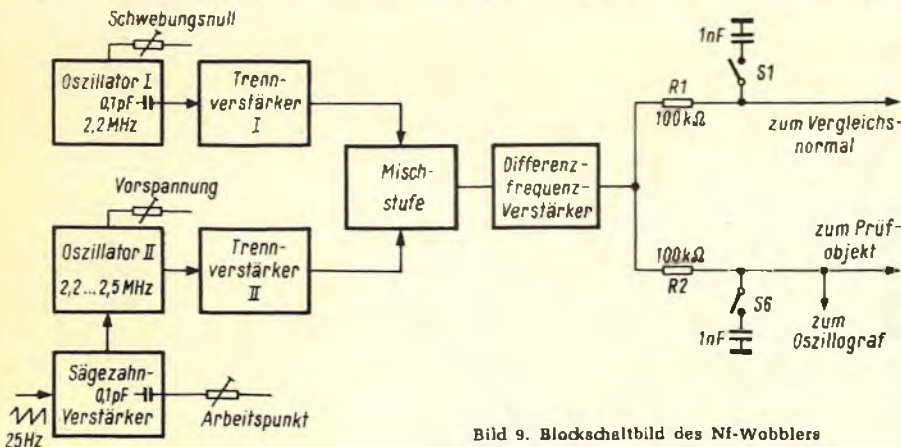 Schwebungsnull
Oszillator I
0,1pF
2,2 MHz
Trenn-
verstärker
I
Vorspannung
Oszillator II
2,2...2,5MHz
Trenn-
verstärker
II
Sägezahn-
0,1pF
Verstärker
25Hz
Arbeitspunkt
Misch-
stufe
Differenz-
frequenz-
Verstärker
1nF
S1
R1
100kΩ
zum Vergleichs-
normal
zum Prüf-
objekt
100kΩ
R2
S6
1nF
zum
Oszillograf
Bild 9. Blockschaltbild des Nf-Wobblers